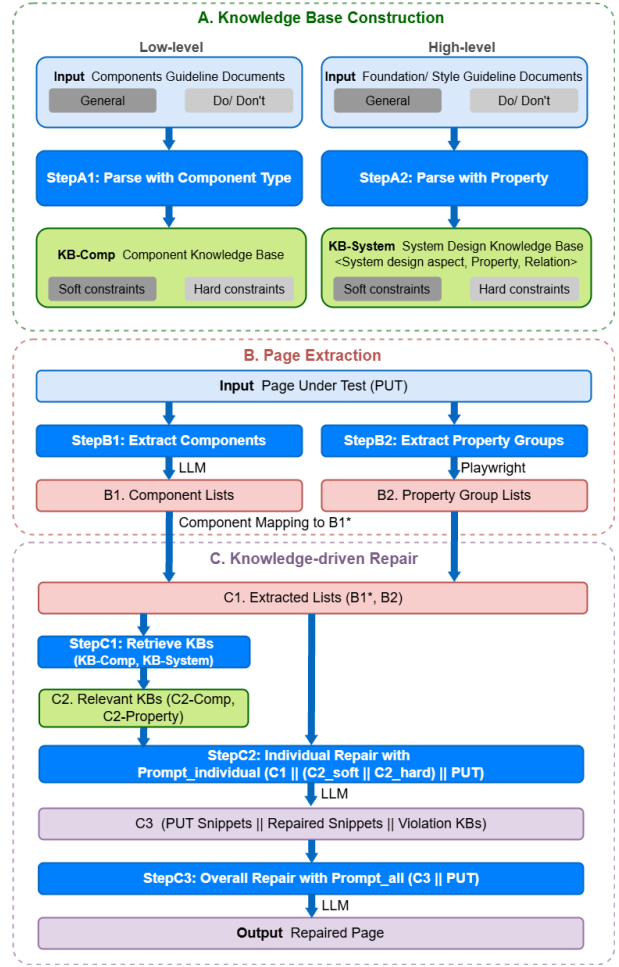 A. Knowledge Base Construction
Low-level
High-level
Input Components Guideline Documents
General
Do/ Don't
Input Foundation/ Style Guideline Documents
General
Do/ Don't
StepA1: Parse with Component Type
StepA2: Parse with Property
KB-Comp Component Knowledge Base
Soft constraints
Hard constraints
KB-System System Design Knowledge Base
<System design aspect, Property, Relation>
Soft constraints
Hard constraints
B. Page Extraction
Input Page Under Test (PUT)
StepB1: Extract Components
StepB2: Extract Property Groups
LLM
Playwright
B1. Component Lists
B2. Property Group Lists
Component Mapping to B1*
C. Knowledge-driven Repair
C1. Extracted Lists (B1*, B2)
StepC1: Retrieve KBs
(KB-Comp, KB-System)
C2. Relevant KBs (C2-Comp,
C2-Property)
StepC2: Individual Repair with
Prompt_individual (C1 || (C2_soft || C2_hard) || PUT)
LLM
C3 (PUT Snippets || Repaired Snippets || Violation KBs)
StepC3: Overall Repair with Prompt_all (C3 || PUT)
LLM
Output Repaired Page